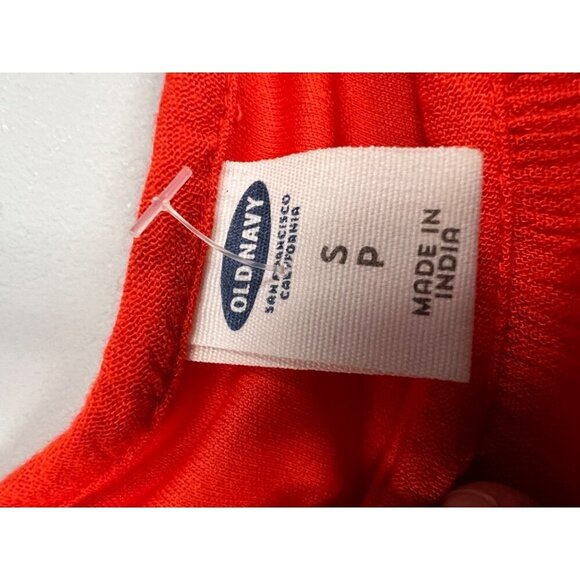 OLD NAVY
SAN FRANCISCO
CALIFORNIA
S
P
MADE IN
INDIA